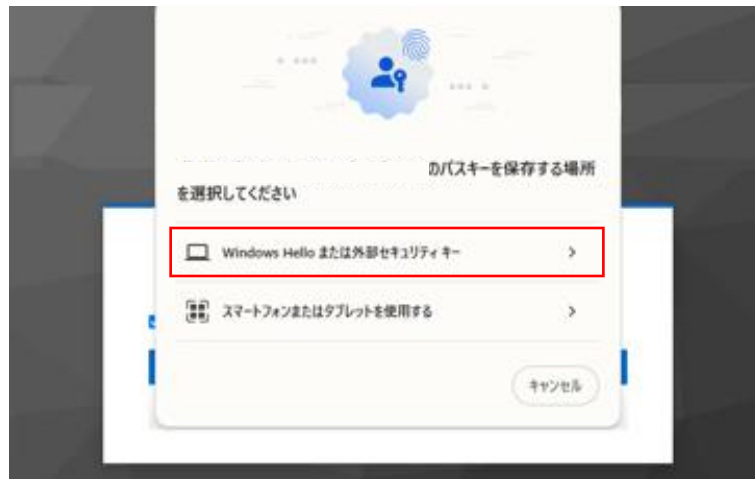 のパスキーを保存する場所
を選択してください
Windows Hello または外部セキュリティ キー
スマートフォンまたはタブレットを使用する
キャンセル